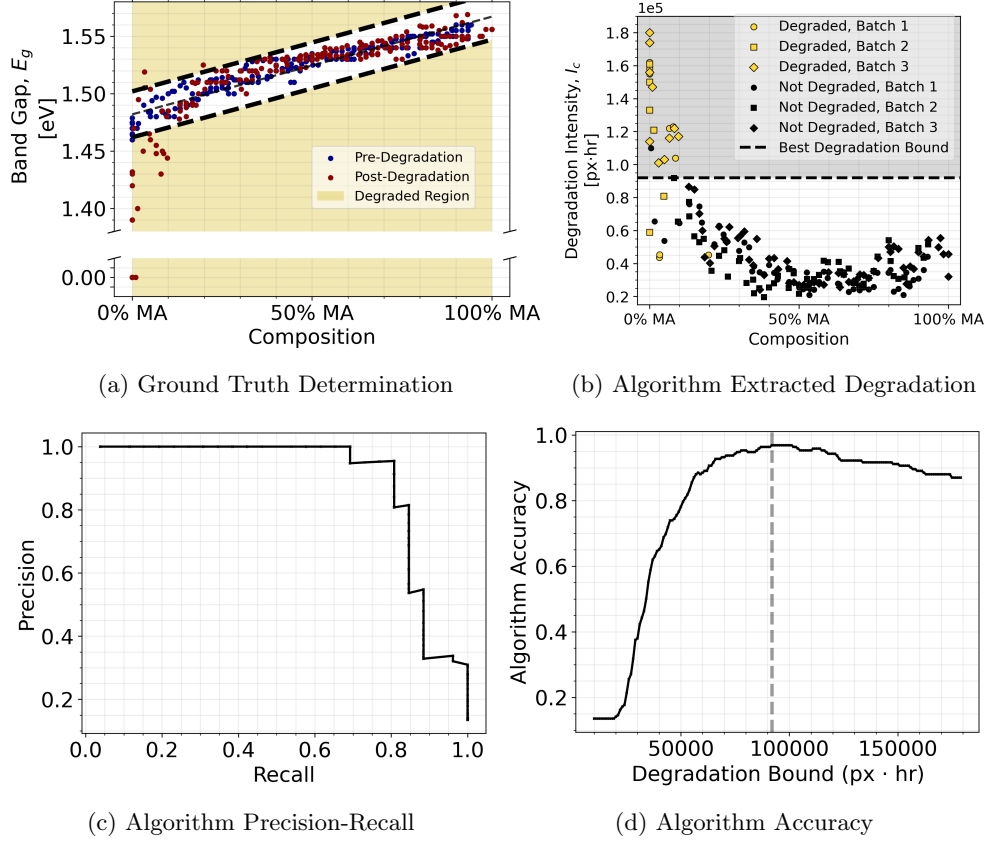 1.55
1.50
1.45
1.40
0.00
Band Gap, E_g
[eV]
Pre-Degradation
Post-Degradation
Degraded Region
0% MA
50% MA
100% MA
Composition
(a) Ground Truth Determination
1e5
1.8
1.6
1.4
1.2
1.0
0.8
0.6
0.4
0.2
Degradation Intensity, I_c
[px·hr]
Degraded, Batch 1
Degraded, Batch 2
Degraded, Batch 3
Not Degraded, Batch 1
Not Degraded, Batch 2
Not Degraded, Batch 3
Best Degradation Bound
0% MA
50% MA
100% MA
Composition
(b) Algorithm Extracted Degradation
1.0
0.8
0.6
0.4
0.2
Precision
0.0
0.2
0.4
0.6
0.8
1.0
Recall
(c) Algorithm Precision-Recall
1.0
0.8
0.6
0.4
0.2
Algorithm Accuracy
50000
100000
150000
Degradation Bound (px · hr)
(d) Algorithm Accuracy